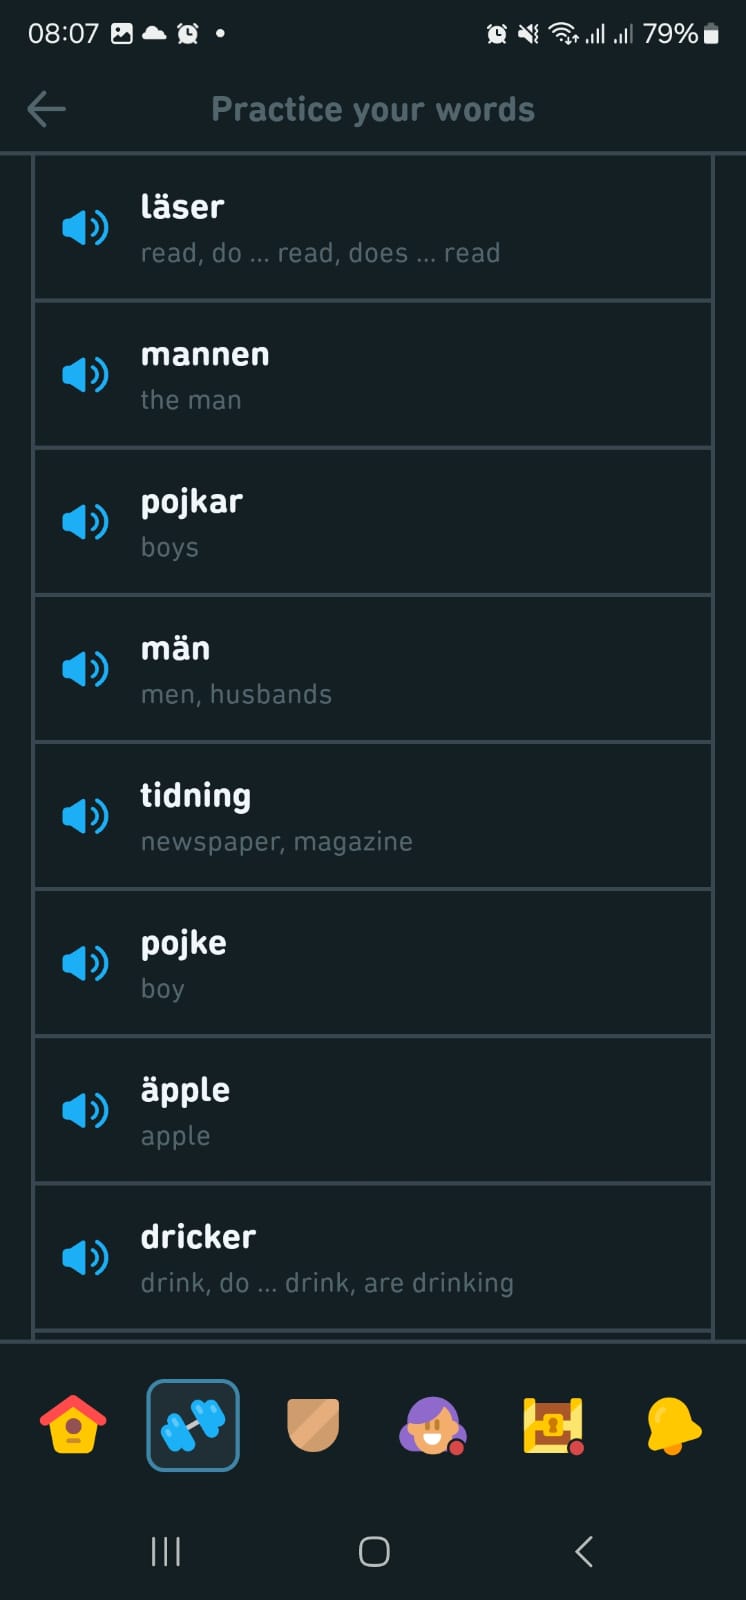 08:07
79%
Practice your words
läser
read, do ... read, does ... read
mannen
the man
pojkar
boys
män
men, husbands
tidning
newspaper, magazine
pojke
boy
äpple
apple
dricker
drink, do ... drink, are drinking